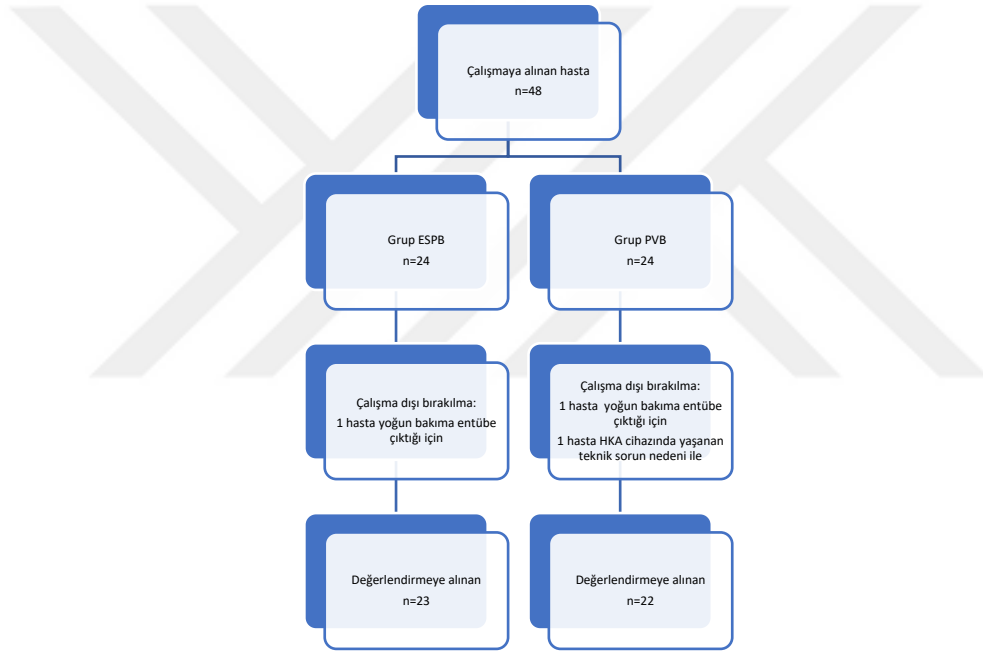 Çalışmaya alınan hasta
n=48
Grup ESPB
n=24
Grup PVB
n=24
Çalışma dışı bırakılma:
1 hasta yoğun bakıma entübe
çıktığı için
Çalışma dışı bırakılma:
1 hasta  yoğun bakıma entübe
çıktığı için
1 hasta HKA cihazında yaşanan
teknik sorun nedeni ile
Değerlendirmeye alınan
n=23
Değerlendirmeye alınan
n=22